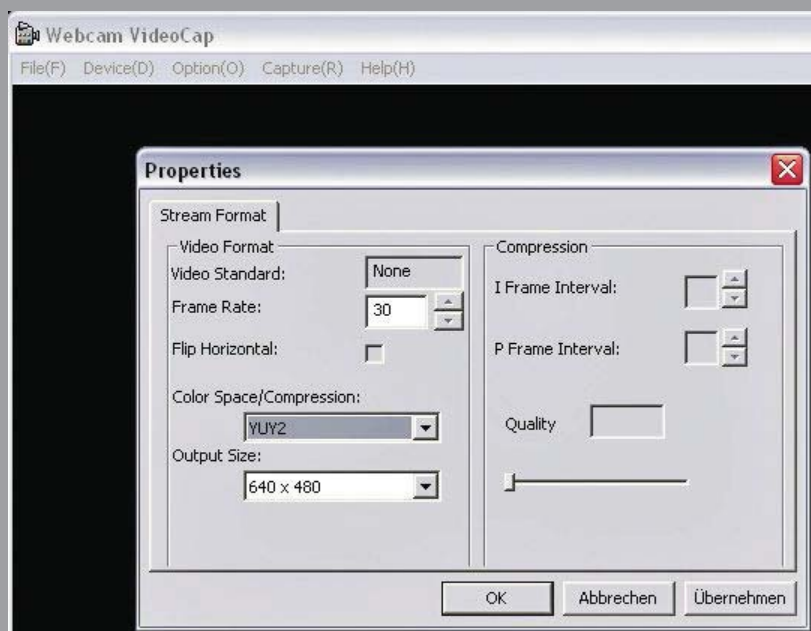 Webcam VideoCap
File(F) Device(D) Option(O) Capture(R) Help(H)
Properties
Stream Format
Video Format
Video Standard: None
Frame Rate: 30
Flip Horizontal:
Color Space/Compression:
YUY2
Output Size:
640 x 480
Compression
I Frame Interval:
P Frame Interval:
Quality
OK Abbrechen Übernehmen